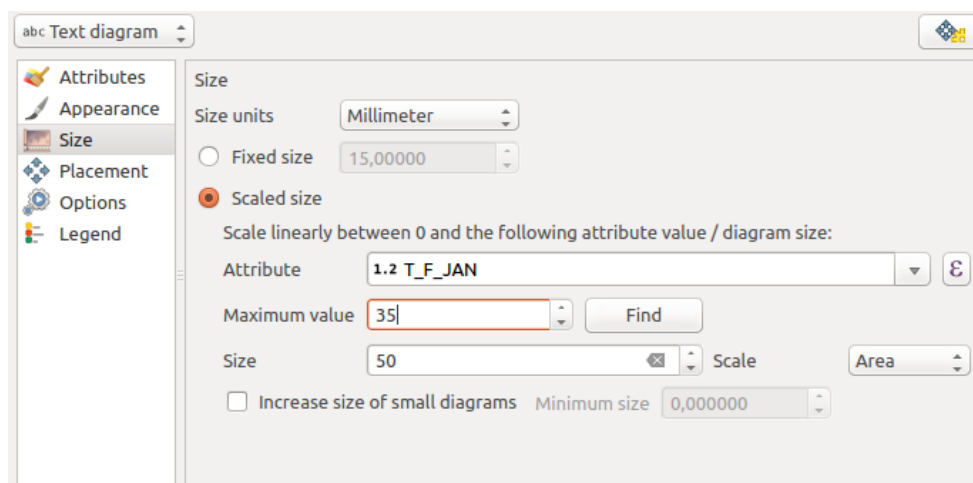 abc Text diagram
Attributes
Appearance
Size
Placement
Options
Legend
Size
Size units Millimeter
Fixed size 15,00000
Scaled size
Scale linearly between 0 and the following attribute value / diagram size:
Attribute 1.2 T_F_JAN ε
Maximum value 35 Find
Size 50 Scale Area
Increase size of small diagrams Minimum size 0,000000